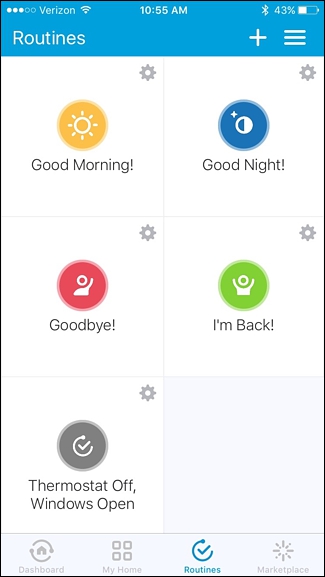 Verizon 10:55 AM 43%
Routines
Good Morning! Good Night!
Goodbye! I'm Back!
Thermostat Off,
Windows Open
Dashboard My Home Routines Marketplace